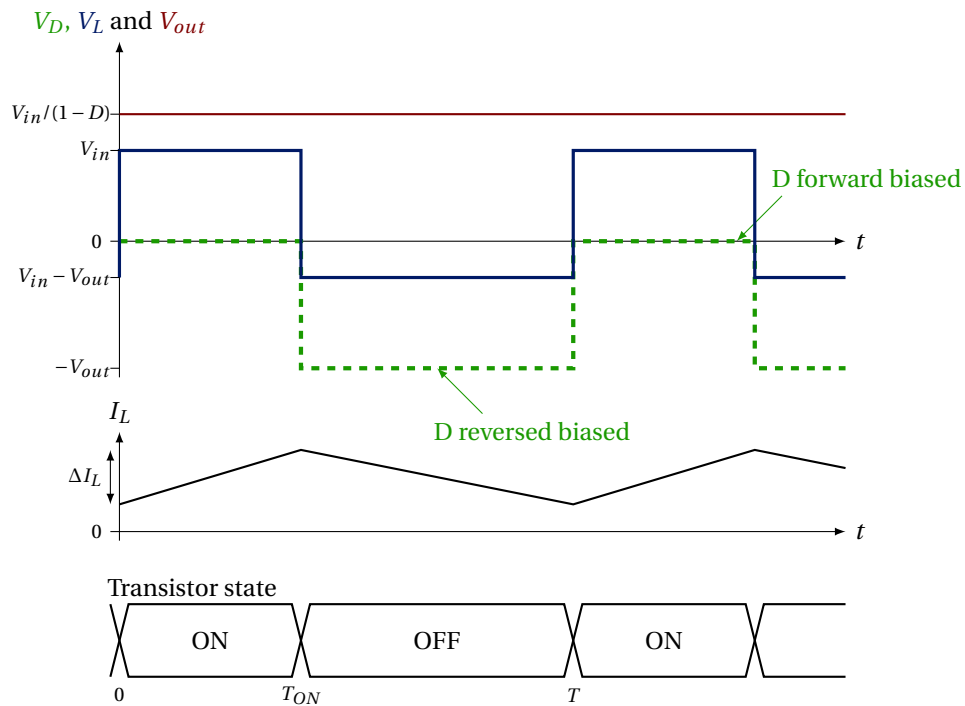 V_D, V_L and V_out
V_in/(1 − D)
V_in
D forward biased
0
t
V_in − V_out
−V_out
D reversed biased
I_L
ΔI_L
0
t
Transistor state
ON OFF ON
0 T_ON T